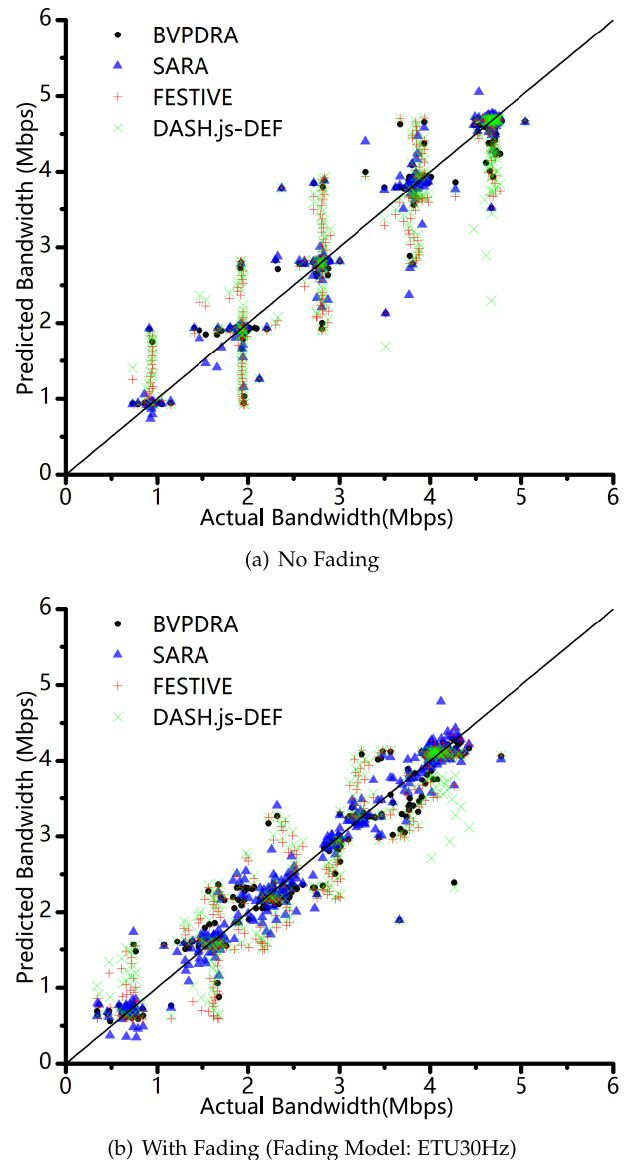 6
5
4
3
2
1
0
Predicted Bandwidth (Mbps)
BVPDRA
SARA
FESTIVE
DASH.js-DEF
0 1 2 3 4 5 6
Actual Bandwidth(Mbps)
(a) No Fading
6
5
4
3
2
1
0
Predicted Bandwidth (Mbps)
BVPDRA
SARA
FESTIVE
DASH.js-DEF
0 1 2 3 4 5 6
Actual Bandwidth(Mbps)
(b) With Fading (Fading Model: ETU30Hz)